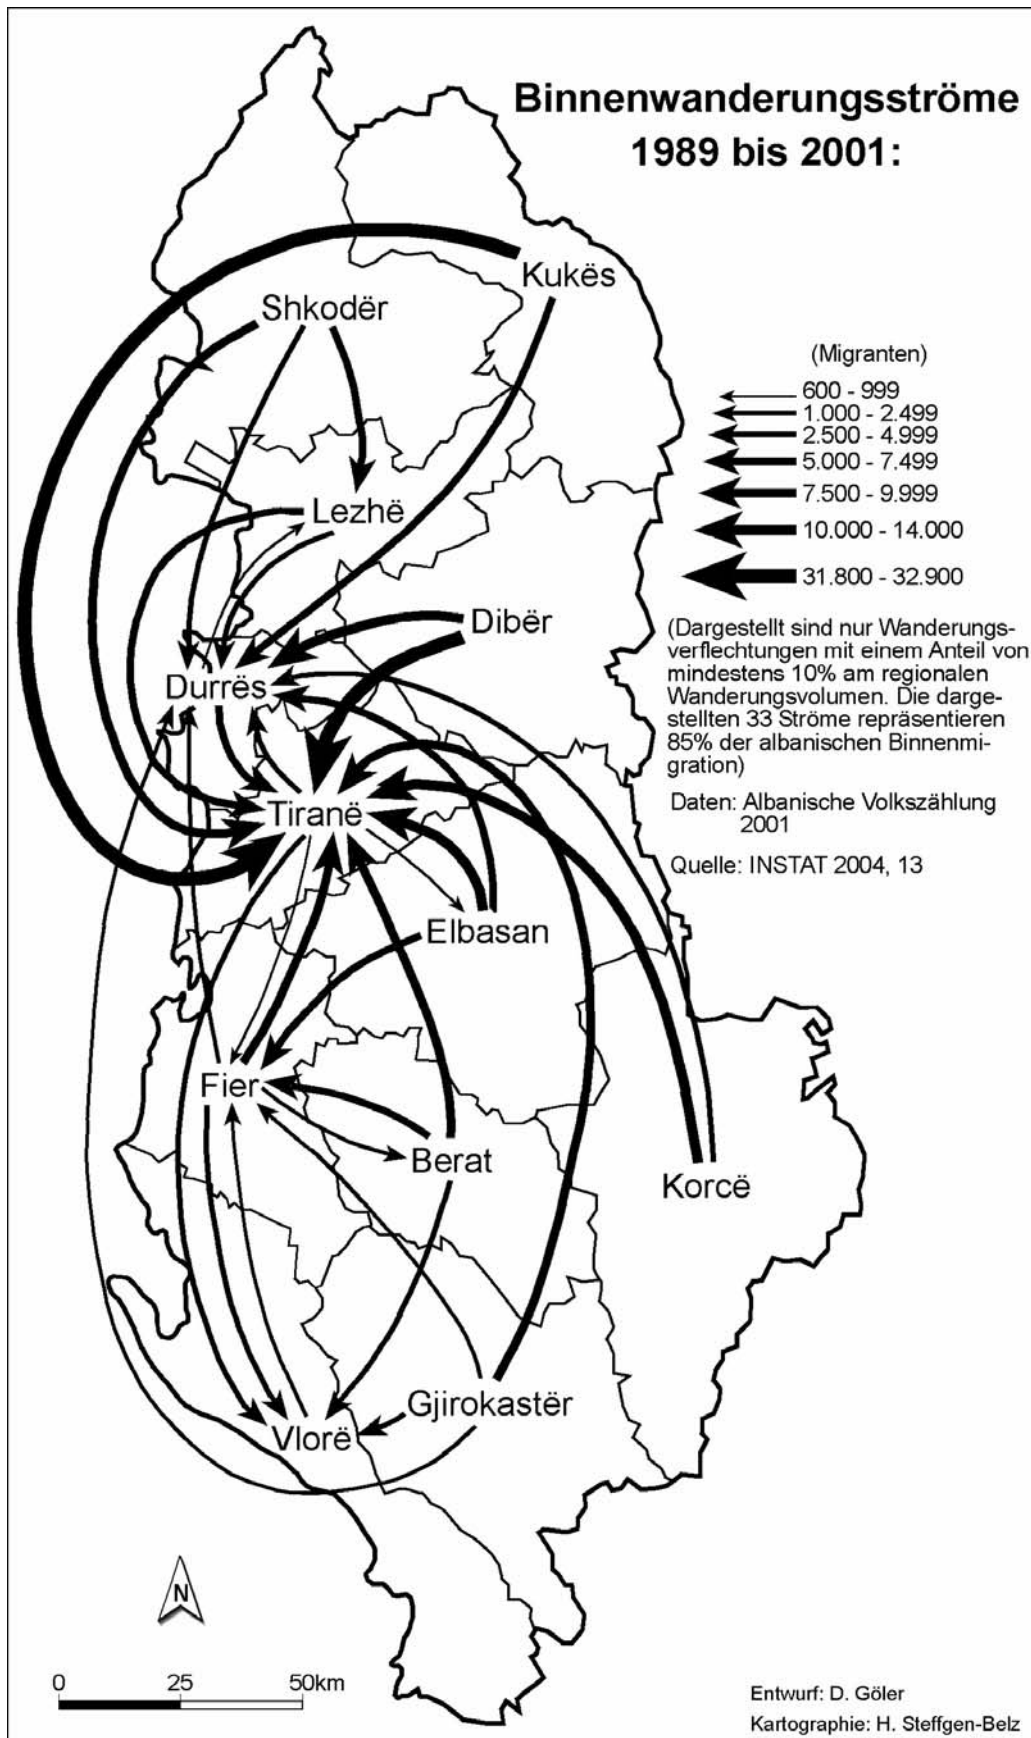 Binnenwanderungsströme
1989 bis 2001:
Kukës
Shkodër
(Migranten)
600 - 999
1.000 - 2.499
2.500 - 4.999
5.000 - 7.499
7.500 - 9.999
10.000 - 14.000
31.800 - 32.900
Lezhë
Dibër
(Dargestellt sind nur Wanderungs-
verflechtungen mit einem Anteil von
mindestens 10% am regionalen
Wanderungsvolumen. Die darge-
stellten 33 Ströme repräsentieren
85% der albanischen Binnenmi-
gration)
Durrës
Tiranë
Daten: Albanische Volkszählung
2001
Quelle: INSTAT 2004, 13
Elbasan
Fier
Berat
Korcë
Gjirokastër
Vlorë
N
0 25 50km
Entwurf: D. Göler
Kartographie: H. Steffgen-Belz